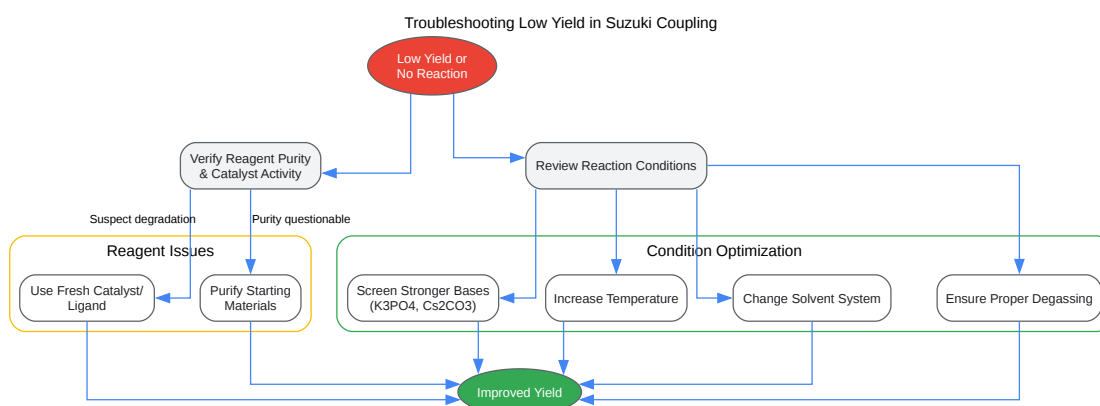 Troubleshooting Low Yield in Suzuki Coupling
Low Yield or
No Reaction
Verify Reagent Purity
& Catalyst Activity
Review Reaction Conditions
Suspect degradation
Purity questionable
Reagent Issues
Condition Optimization
Use Fresh Catalyst/
Ligand
Purify Starting
Materials
Screen Stronger Bases
(K3PO4, Cs2CO3)
Increase Temperature
Change Solvent System
Ensure Proper Degassing
Improved Yield